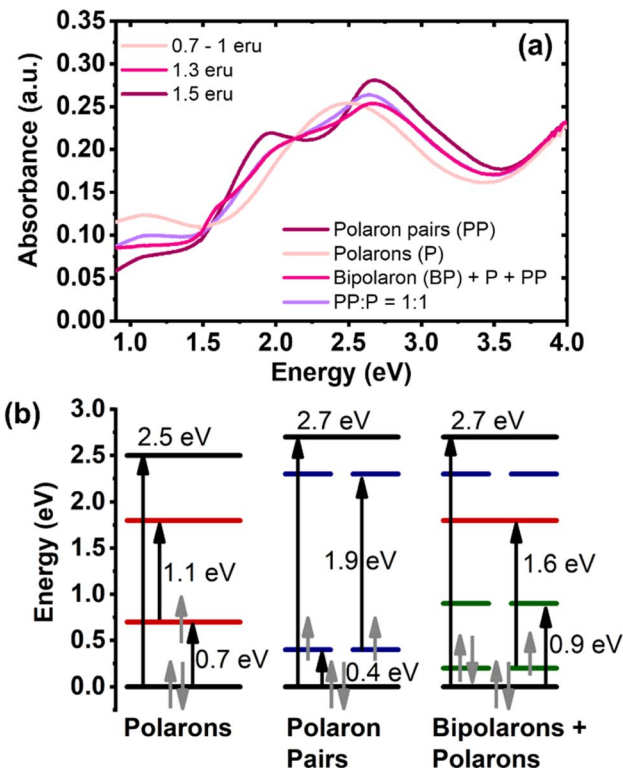 (a)
0.7 - 1 eru
1.3 eru
1.5 eru
Absorbance (a.u.)
0.35
0.30
0.25
0.20
0.15
0.10
0.05
0.00
Polaron pairs (PP)
Polarons (P)
Bipolaron (BP) + P + PP
PP:P = 1:1
1.0 1.5 2.0 2.5 3.0 3.5 4.0
Energy (eV)
(b)
Energy (eV)
3.0
2.5
2.0
1.5
1.0
0.5
0.0
2.5 eV
1.1 eV
0.7 eV
Polarons
2.7 eV
1.9 eV
0.4 eV
Polaron
Pairs
2.7 eV
1.6 eV
0.9 eV
Bipolarons +
Polarons